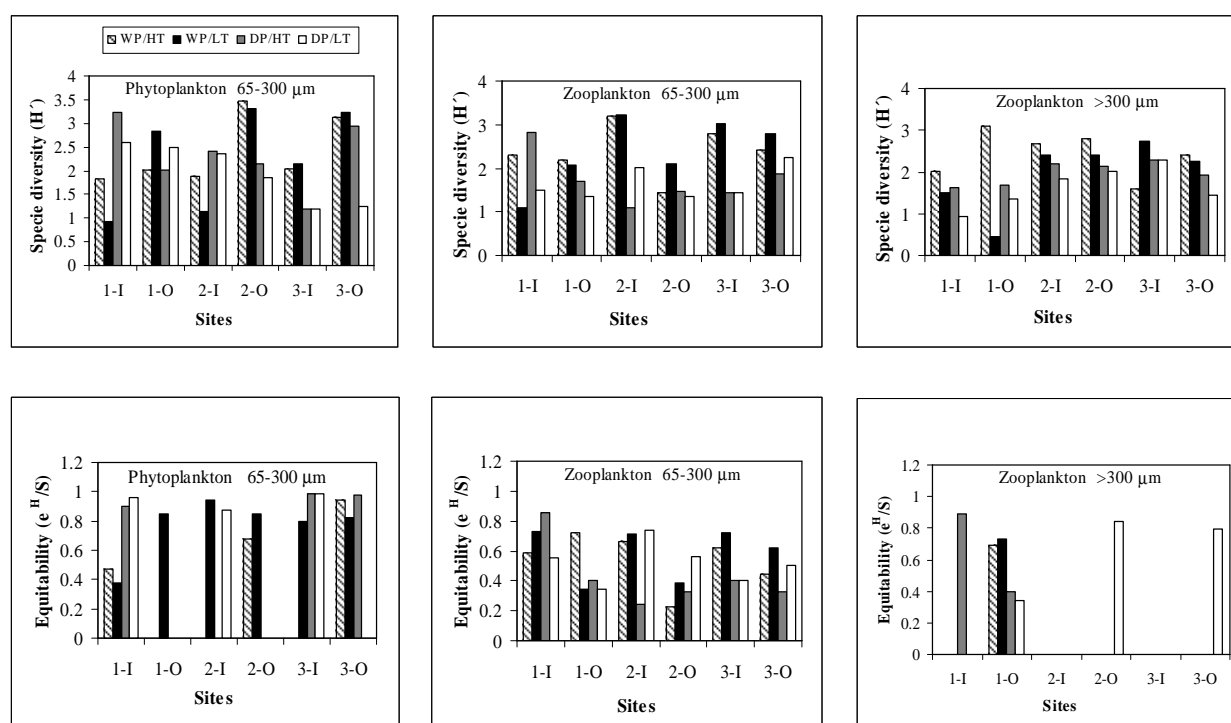 WP/HT WP/LT DP/HT DP/LT
Phytoplankton 65-300 µm
Specie diversity (H´)
4
3.5
3
2.5
2
1.5
1
0.5
0
1-I 1-O 2-I 2-O 3-I 3-O
Sites
Zooplankton 65-300 µm
Specie diversity (H´)
4
3
2
1
0
1-I 1-O 2-I 2-O 3-I 3-O
Sites
Zooplankton >300 µm
Specie diversity (H´)
4
3
2
1
0
1-I 1-O 2-I 2-O 3-I 3-O
Sites
Phytoplankton 65-300 µm
Equitability (e^H/S)
1.2
1
0.8
0.6
0.4
0.2
0
1-I 1-O 2-I 2-O 3-I 3-O
Sites
Zooplankton 65-300 µm
Equitability (e^H/S)
1.2
1
0.8
0.6
0.4
0.2
0
1-I 1-O 2-I 2-O 3-I 3-O
Sites
Zooplankton >300 µm
Equitability (e^H/S)
1.2
1
0.8
0.6
0.4
0.2
0
1-I 1-O 2-I 2-O 3-I 3-O
Sites